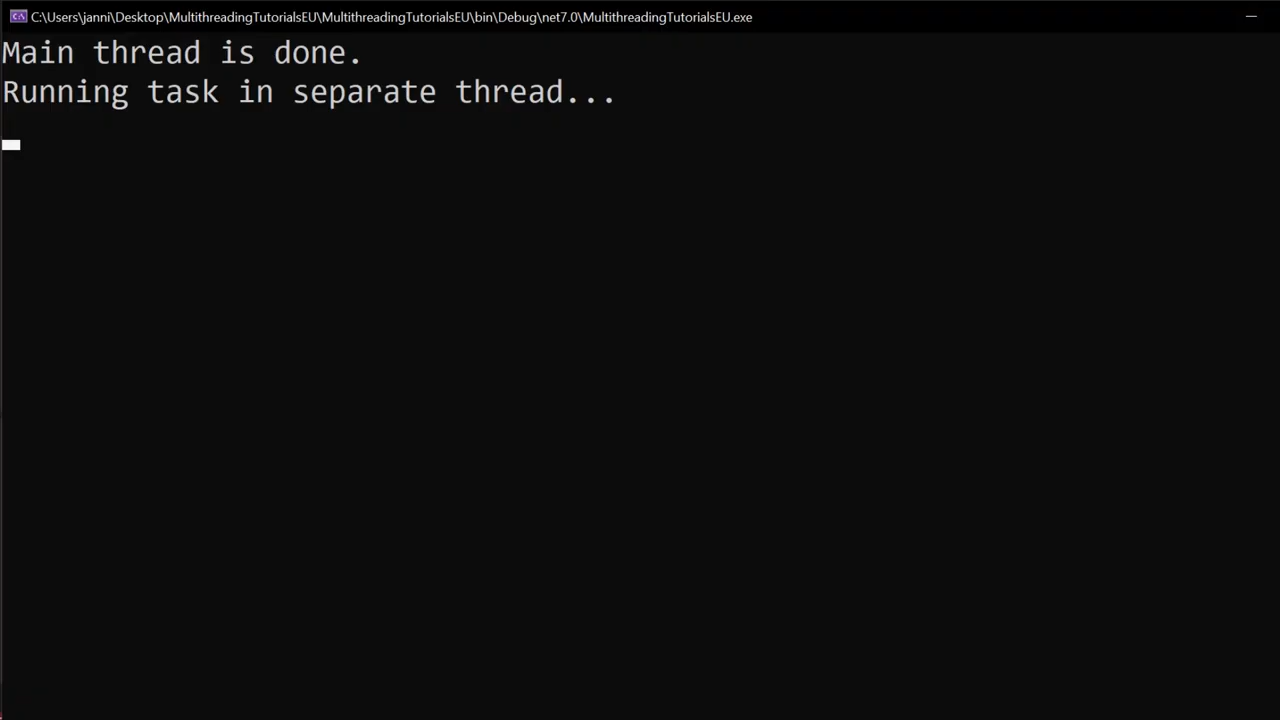 C:\Users\janni\Desktop\MultithreadingTutorialsEU\MultithreadingTutorialsEU\bin\Debug\net7.0\MultithreadingTutorialsEU.exe
Main thread is done.
Running task in separate thread...